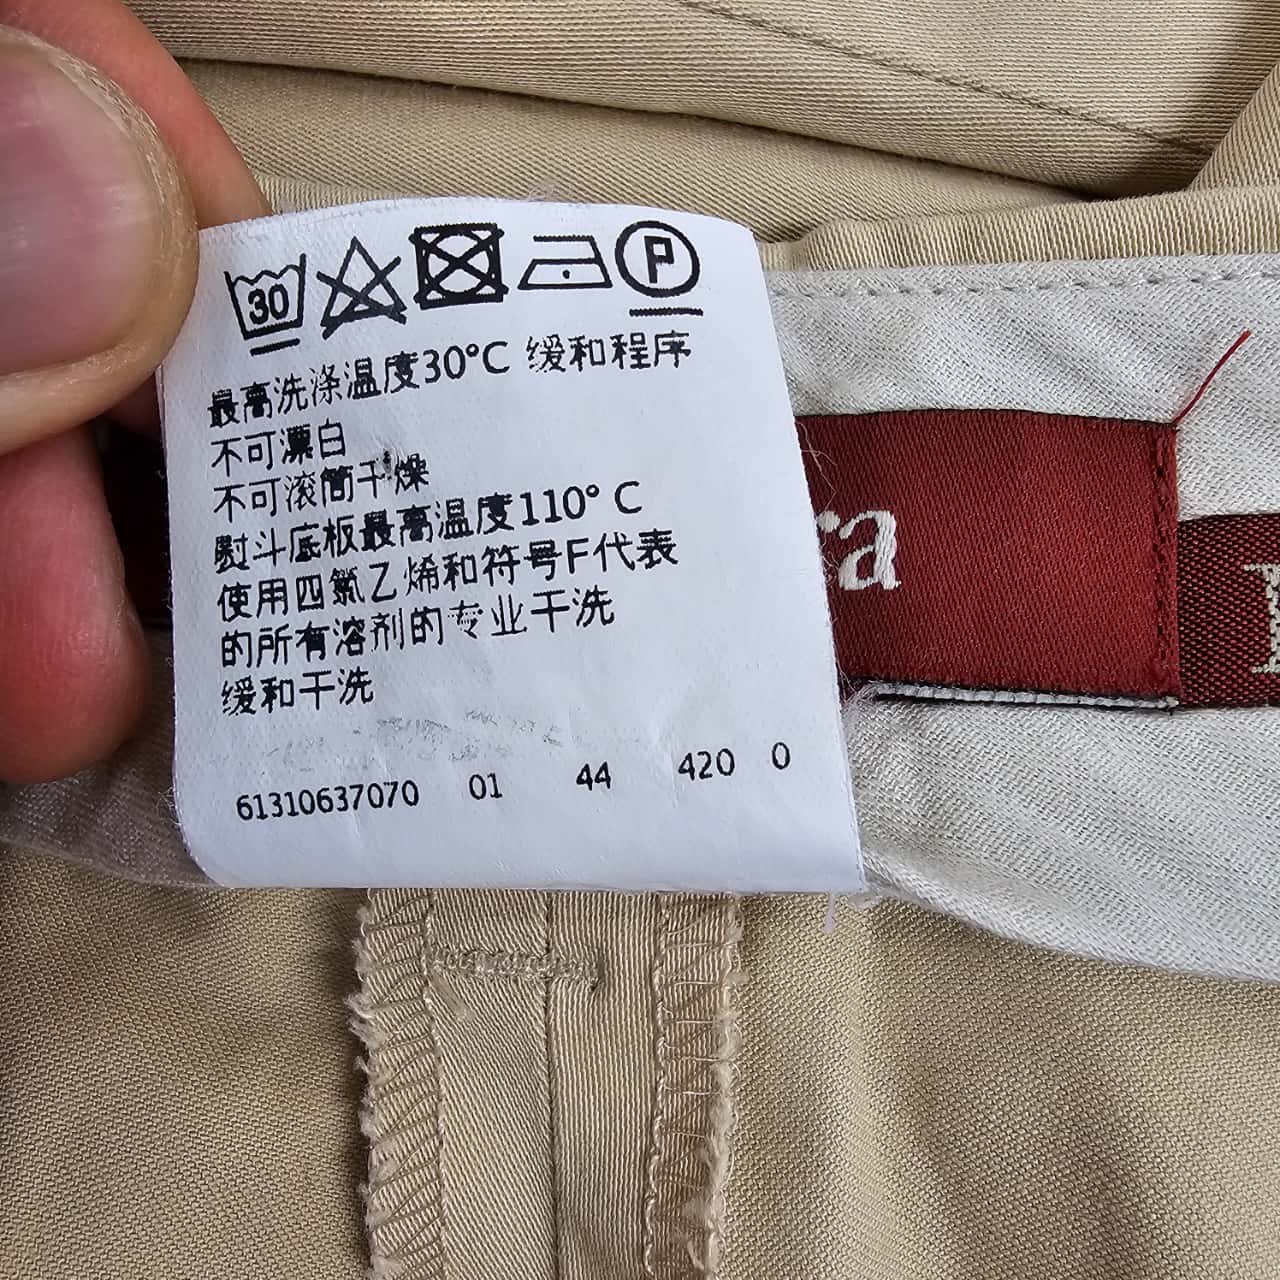 30
P
最高洗涤温度30°C 缓和程序
不可漂白
不可滚筒干燥
熨斗底板最高温度110° C
使用四氯乙烯和符号F代表
的所有溶剂的专业干洗
缓和干洗
61310637070 01 44 420 0
ra